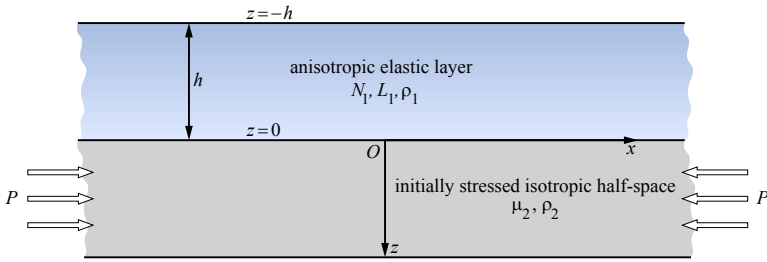 z=−h
anisotropic elastic layer
h
N₁, L₁, ρ₁
z=0
O
x
P
initially stressed isotropic half-space
P
μ₂, ρ₂
z